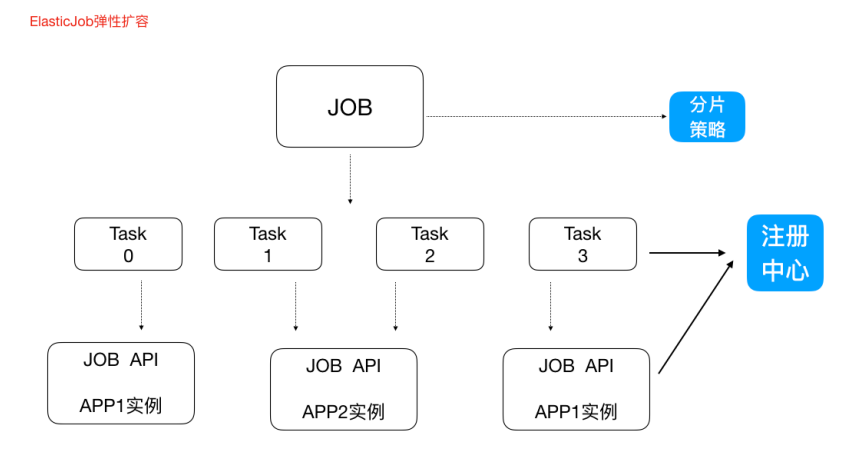 ElasticJob弹性扩容
JOB
分片
策略
Task
0
Task
1
Task
2
Task
3
注册
中心
JOB API
APP1实例
JOB API
APP2实例
JOB API
APP1实例